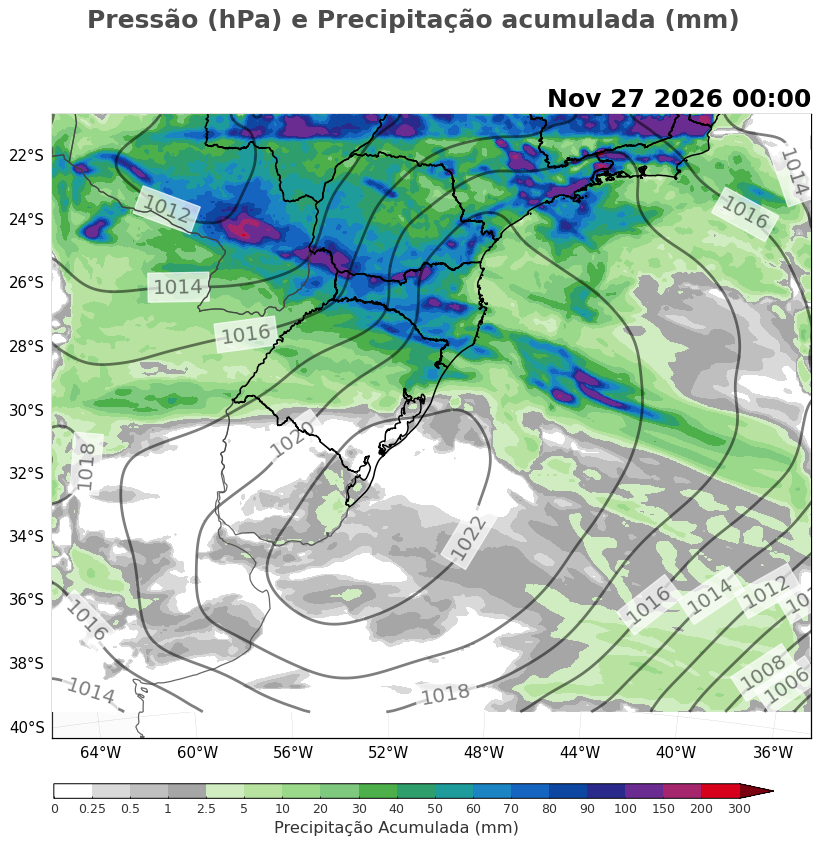 Pressão (hPa) e Precipitação acumulada (mm)
Nov 27 2026 00:00
1014
22°S
1012
1016
24°S
26°S
1014
1016
28°S
30°S
1020
1018
32°S
1022
34°S
36°S
1016
1016
1014
1012
38°S
1014
1018
1008
1006
40°S
64°W 60°W 56°W 52°W 48°W 44°W 40°W 36°W
0 0.25 0.5 1 2.5 5 10 20 30 40 50 60 70 80 90 100 150 200 300
Precipitação Acumulada (mm)